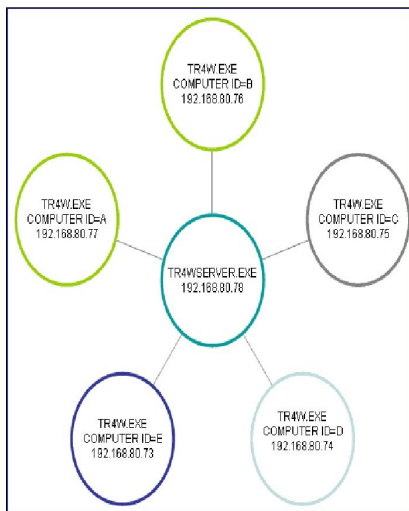 TR4W.EXE
COMPUTER ID=B
192.168.80.76
TR4W.EXE
COMPUTER ID=A
192.168.80.77
TR4W.EXE
COMPUTER ID=C
192.168.80.75
TR4WSERVER.EXE
192.168.80.78
TR4W.EXE
COMPUTER ID=E
192.168.80.73
TR4W.EXE
COMPUTER ID=D
192.168.80.74